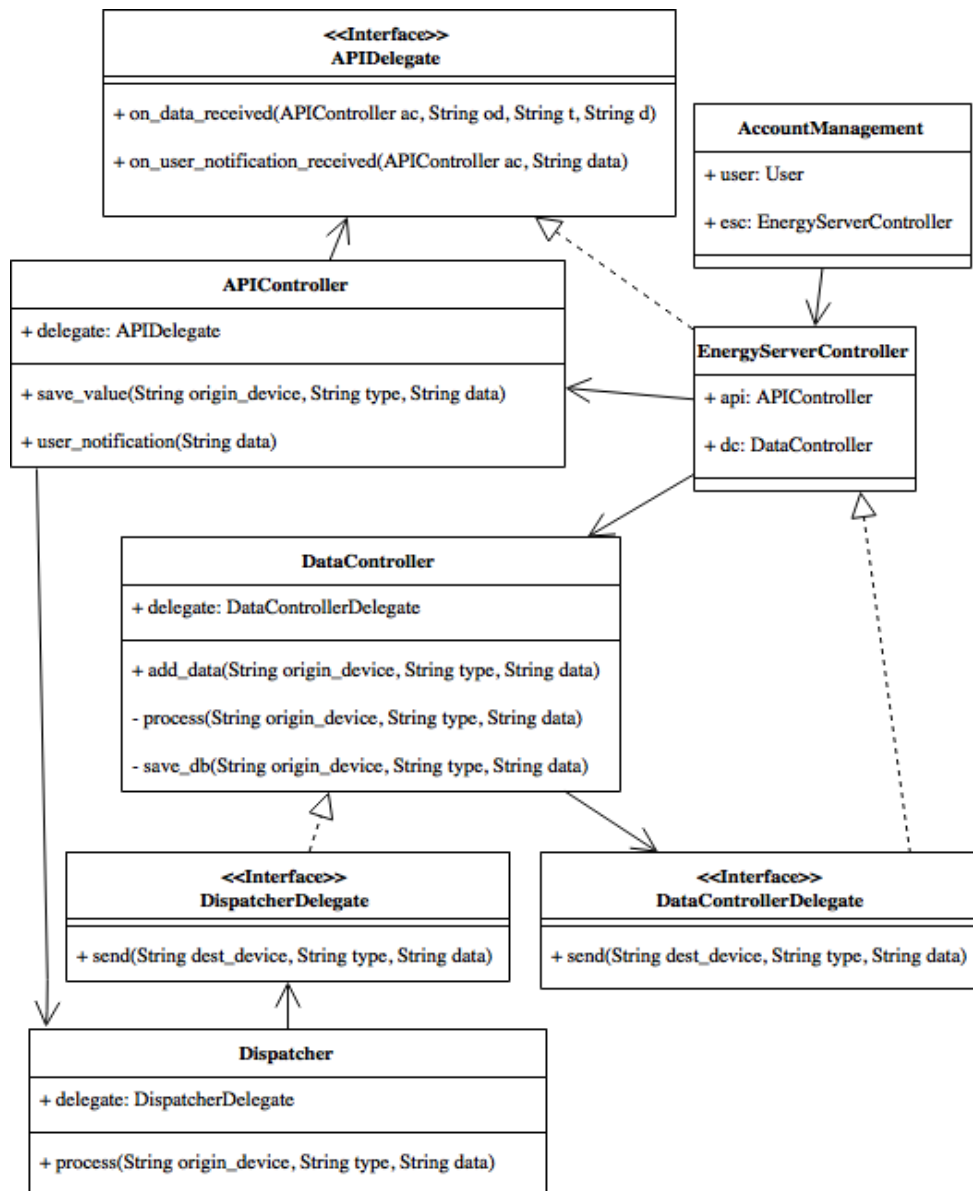 <<Interface>>
APIDelegate
+ on_data_received(APIController ac, String od, String t, String d)
+ on_user_notification_received(APIController ac, String data)
AccountManagement
+ user: User
+ esc: EnergyServerController
APIController
+ delegate: APIDelegate
+ save_value(String origin_device, String type, String data)
+ user_notification(String data)
EnergyServerController
+ api: APIController
+ dc: DataController
DataController
+ delegate: DataControllerDelegate
+ add_data(String origin_device, String type, String data)
- process(String origin_device, String type, String data)
- save_db(String origin_device, String type, String data)
<<Interface>>
DispatcherDelegate
+ send(String dest_device, String type, String data)
<<Interface>>
DataControllerDelegate
+ send(String dest_device, String type, String data)
Dispatcher
+ delegate: DispatcherDelegate
+ process(String origin_device, String type, String data)